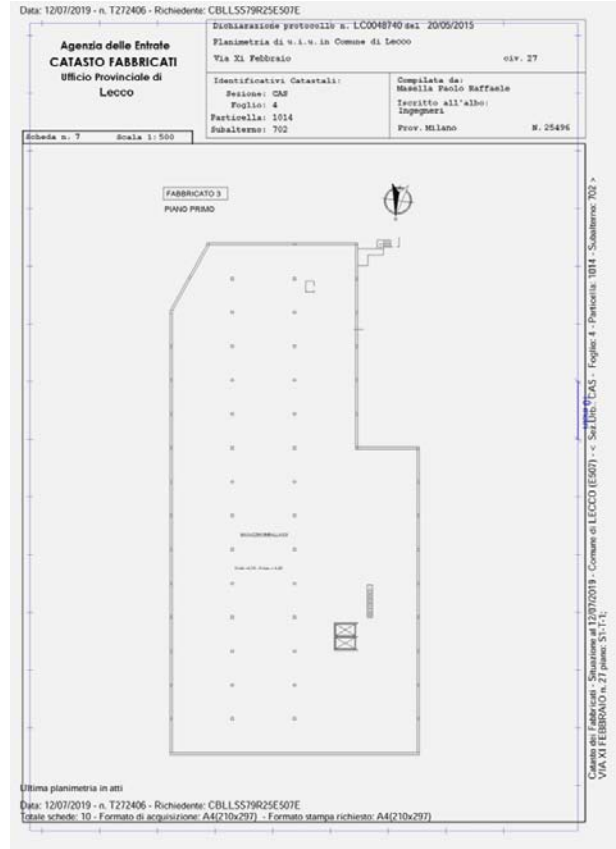 Data: 12/07/2019 - n. T272406 - Richiedente: CBLLSS79R25E507E
Agenzia delle Entrate
CATASTO FABBRICATI
Ufficio Provinciale di
Lecco
Dichiarazione protocollo n. LC0048740 del 20/05/2015
Planimetria di u.i.u. in Comune di Lecco
Via Xi Febbraio civ. 27
Identificativi Catastali:
Sezione: CAS
Foglio: 4
Particella: 1014
Subalterno: 702
Compilata da:
Masella Paolo Raffaele
Iscritto all'albo:
Ingegneri
Prov. Milano N. 25496
Scheda n. 7 Scala 1:500
FABBRICATO 3
PIANO PRIMO
Ultima planimetria in atti
Data: 12/07/2019 - n. T272406 - Richiedente: CBLLSS79R25E507E
Totale schede: 10 - Formato di acquisizione: A4(210x297) - Formato stampa richiesto: A4(210x297)
Catasto dei Fabbricati - Situazione al 12/07/2019 - Comune di LECCO (E507) - < Sez.Urb.: CAS - Foglio: 4 - Particella: 1014 - Subalterno: 702 >
VIA XI FEBBRAIO n. 27 piano: S1-T-1;